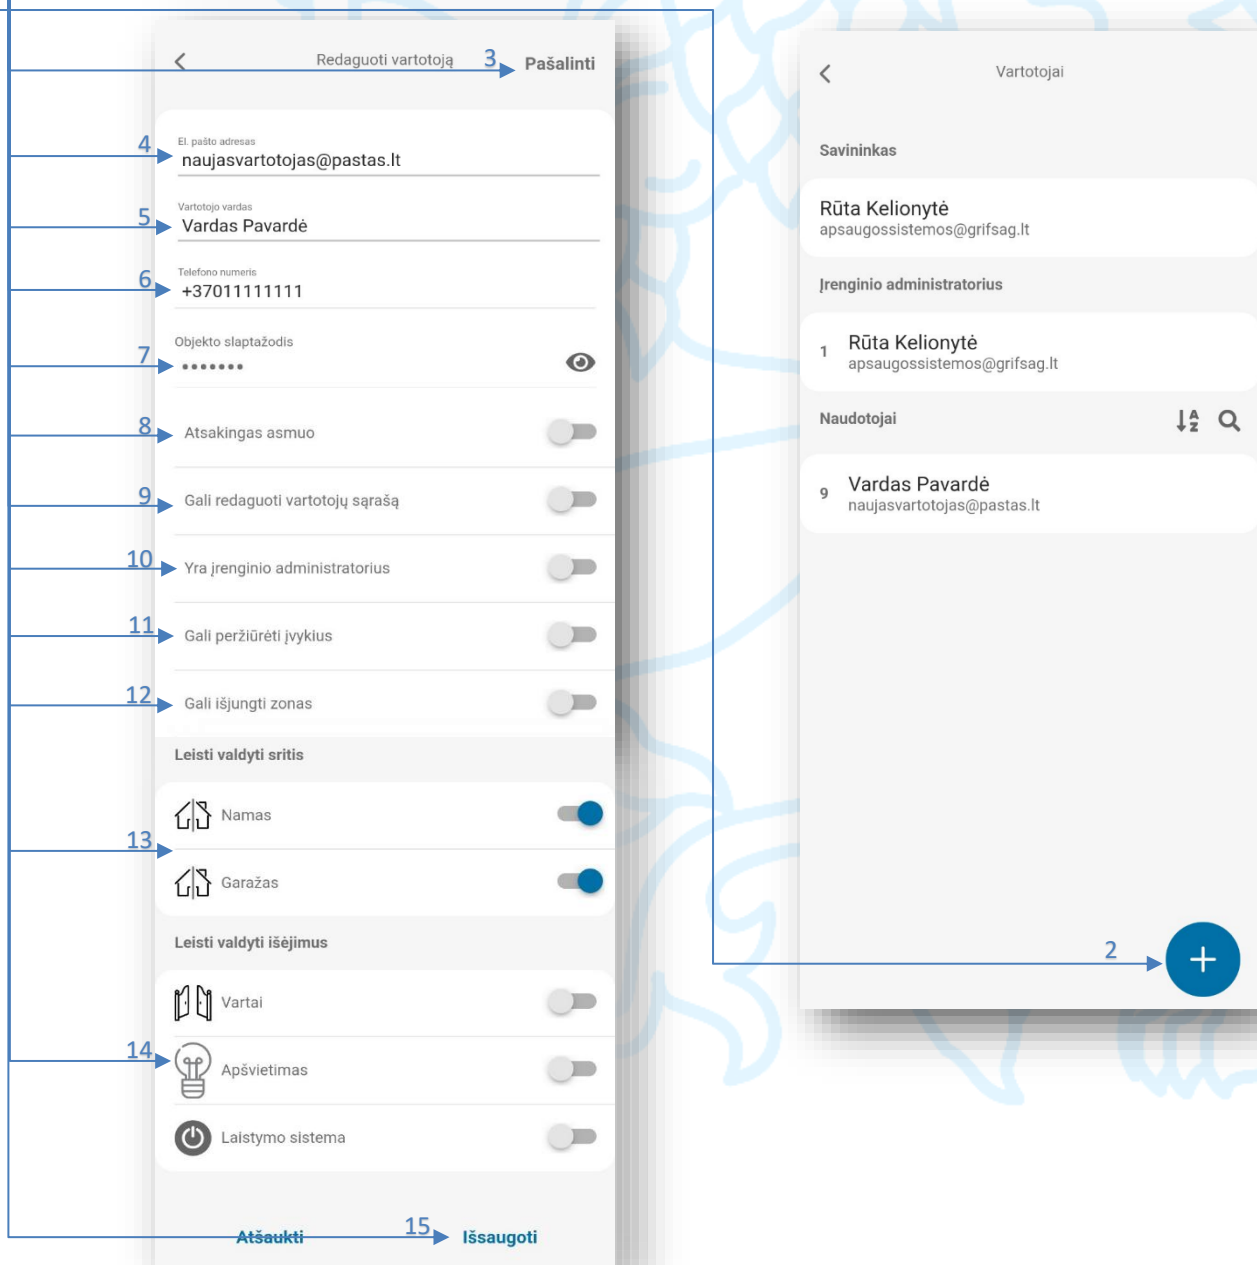 Redaguoti vartotoją
3
Pašalinti
4
El. pašto adresas
naujasvartotojas@pastas.lt
5
Vartotojo vardas
Vardas Pavardė
6
Telefono numeris
+37011111111
7
Objekto slaptažodis
•••••••
8
Atsakingas asmuo
9
Gali redaguoti vartotojų sąrašą
10
Yra įrenginio administratorius
11
Gali peržiūrėti įvykius
12
Gali išjungti zonas
Leisti valdyti sritis
Namas
13
Garažas
Leisti valdyti išėjimus
Vartai
14
Apšvietimas
Laistymo sistema
Atšaukti
15
Išsaugoti
Vartotojai
Savininkas
Rūta Kelionytė
apsaugossistemos@grifsag.lt
Įrenginio administratorius
1
Rūta Kelionytė
apsaugossistemos@grifsag.lt
Naudotojai
A
Z
9
Vardas Pavardė
naujasvartotojas@pastas.lt
2
+